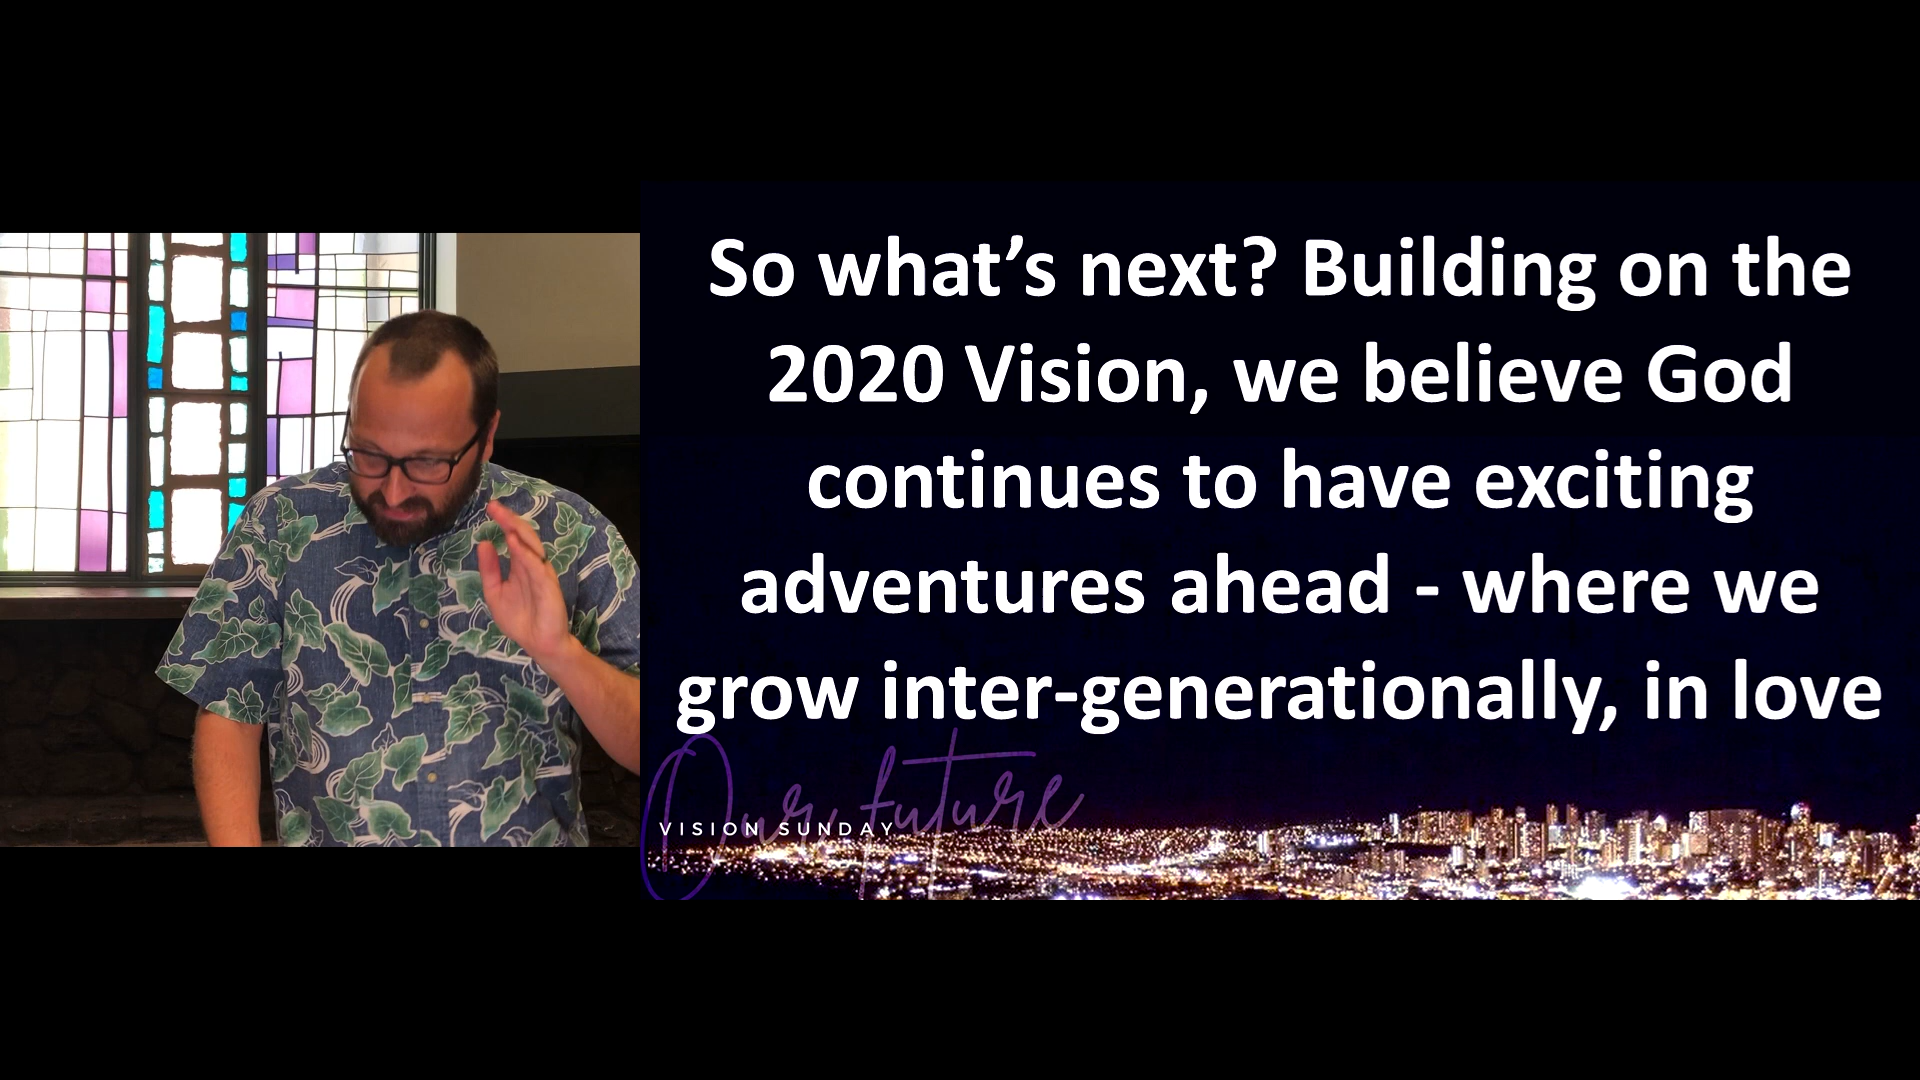 So what’s next? Building on the
2020 Vision, we believe God
continues to have exciting
adventures ahead - where we
grow inter-generationally, in love
Our future
VISION SUNDAY